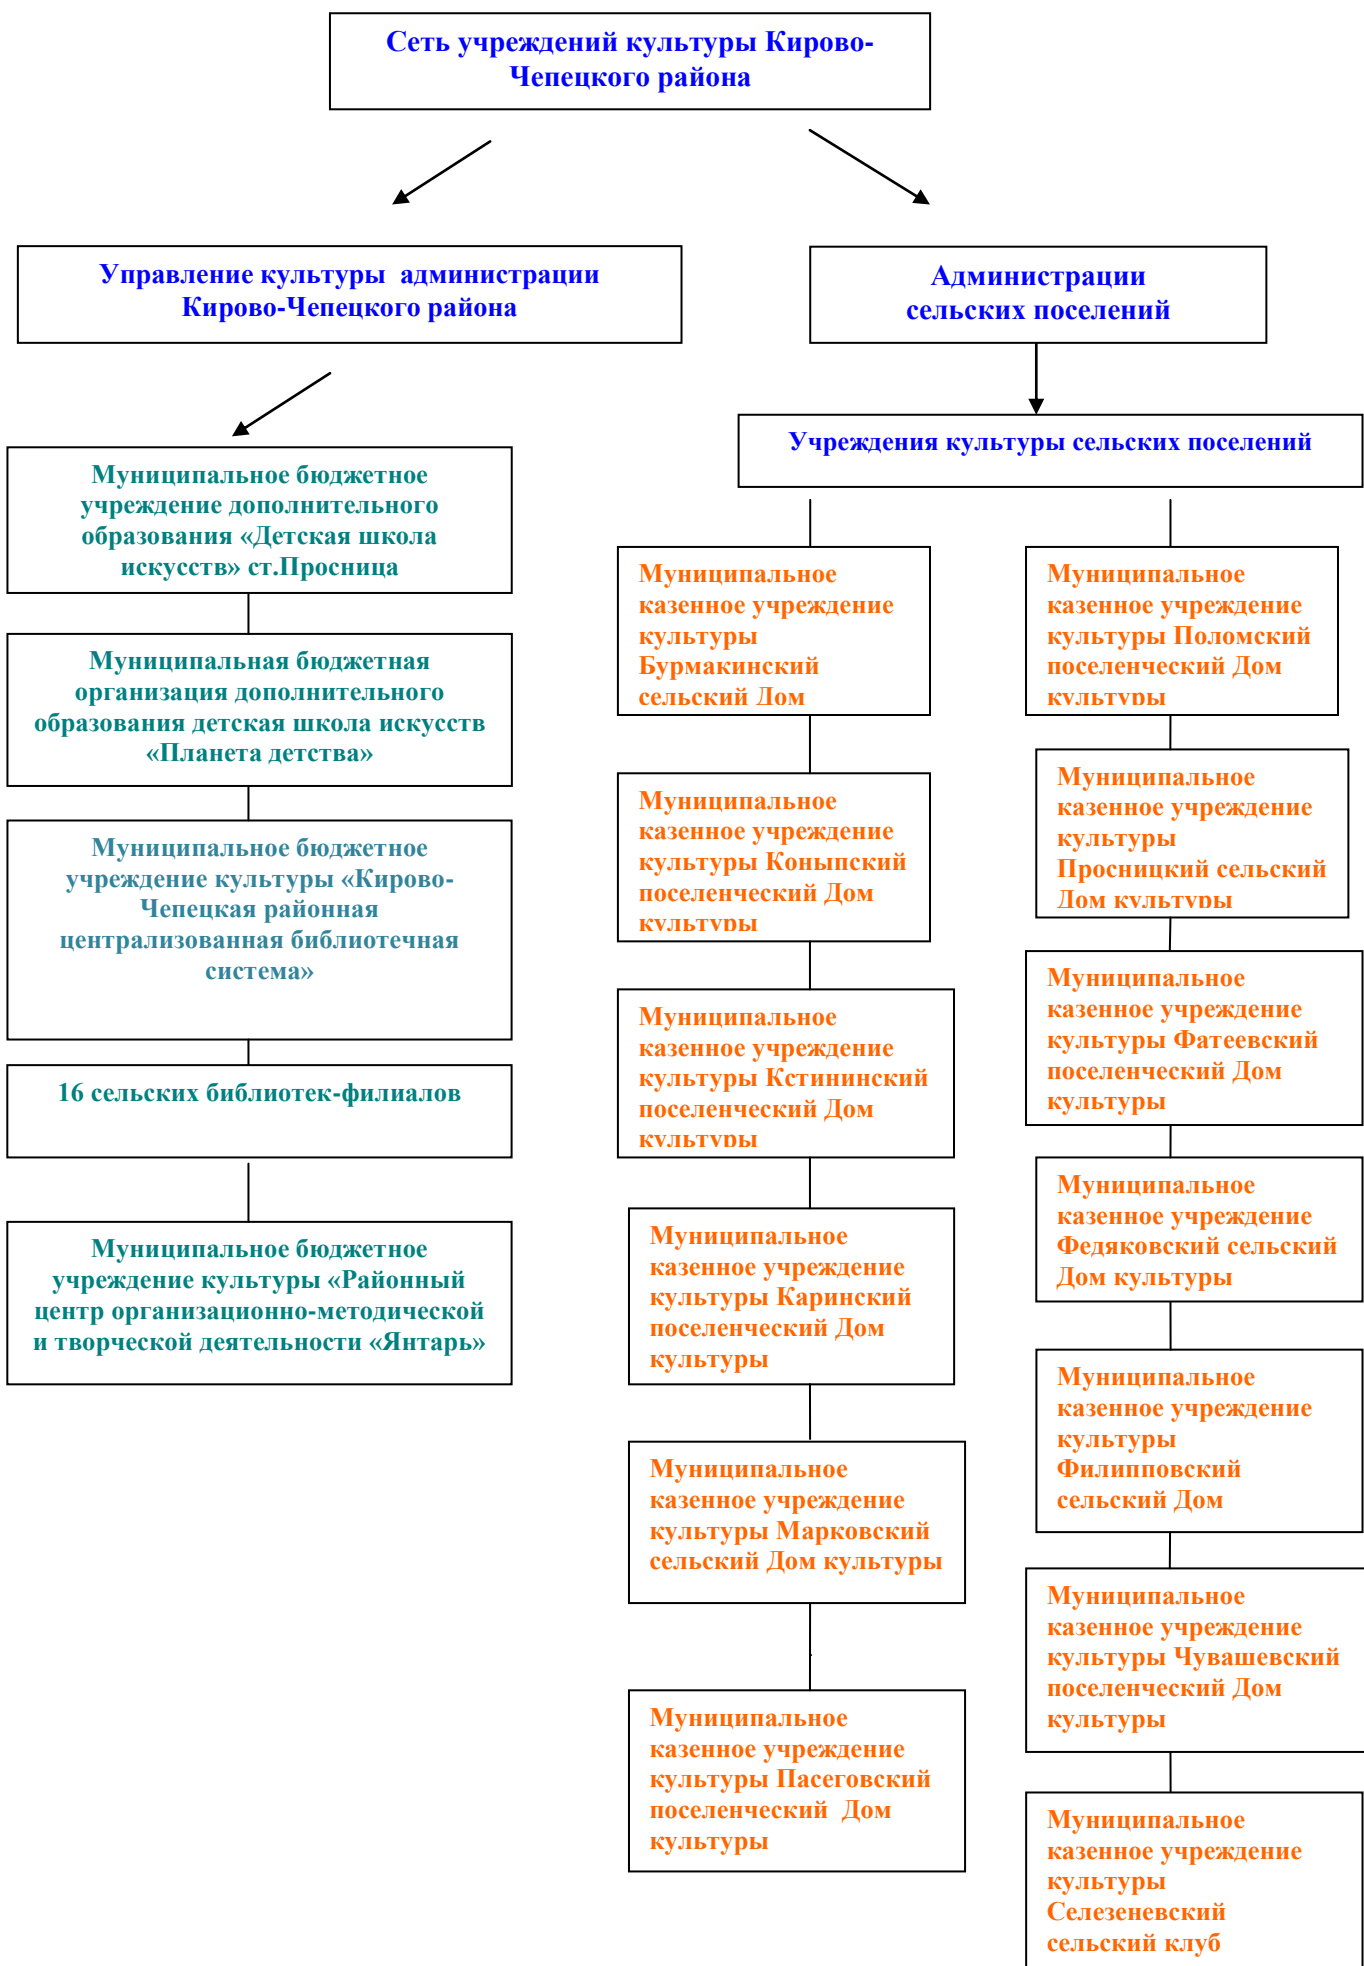 Сеть учреждений культуры Кирово-
Чепецкого района
Управление культуры  администрации
Кирово-Чепецкого района
Администрации
сельских поселений
Муниципальное бюджетное
учреждение дополнительного
образования «Детская школа
искусств» ст.Просница
Муниципальная бюджетная
организация дополнительного
образования детская школа искусств
«Планета детства»
Муниципальное бюджетное
учреждение культуры «Кирово-
Чепецкая районная
централизованная библиотечная
система»
16 сельских библиотек-филиалов
Муниципальное бюджетное
учреждение культуры «Районный
центр организационно-методической
и творческой деятельности «Янтарь»
Учреждения культуры сельских поселений
Муниципальное
казенное учреждение
культуры
Бурмакинский
сельский Дом
Муниципальное
казенное учреждение
культуры Коныпский
поселенческий Дом
культуры
Муниципальное
казенное учреждение
культуры Кстининский
поселенческий Дом
культуры
Муниципальное
казенное учреждение
культуры Каринский
поселенческий Дом
культуры
Муниципальное
казенное учреждение
культуры Марковский
сельский Дом культуры
Муниципальное
казенное учреждение
культуры Пасеговский
поселенческий  Дом
культуры
Муниципальное
казенное учреждение
культуры Поломский
поселенческий Дом
культуры
Муниципальное
казенное учреждение
культуры
Просницкий сельский
Дом культуры
Муниципальное
казенное учреждение
культуры Фатеевский
поселенческий Дом
культуры
Муниципальное
казенное учреждение
Федяковский сельский
Дом культуры
Муниципальное
казенное учреждение
культуры
Филипповский
сельский Дом
Муниципальное
казенное учреждение
культуры Чувашевский
поселенческий Дом
культуры
Муниципальное
казенное учреждение
культуры
Селезеневский
сельский клуб